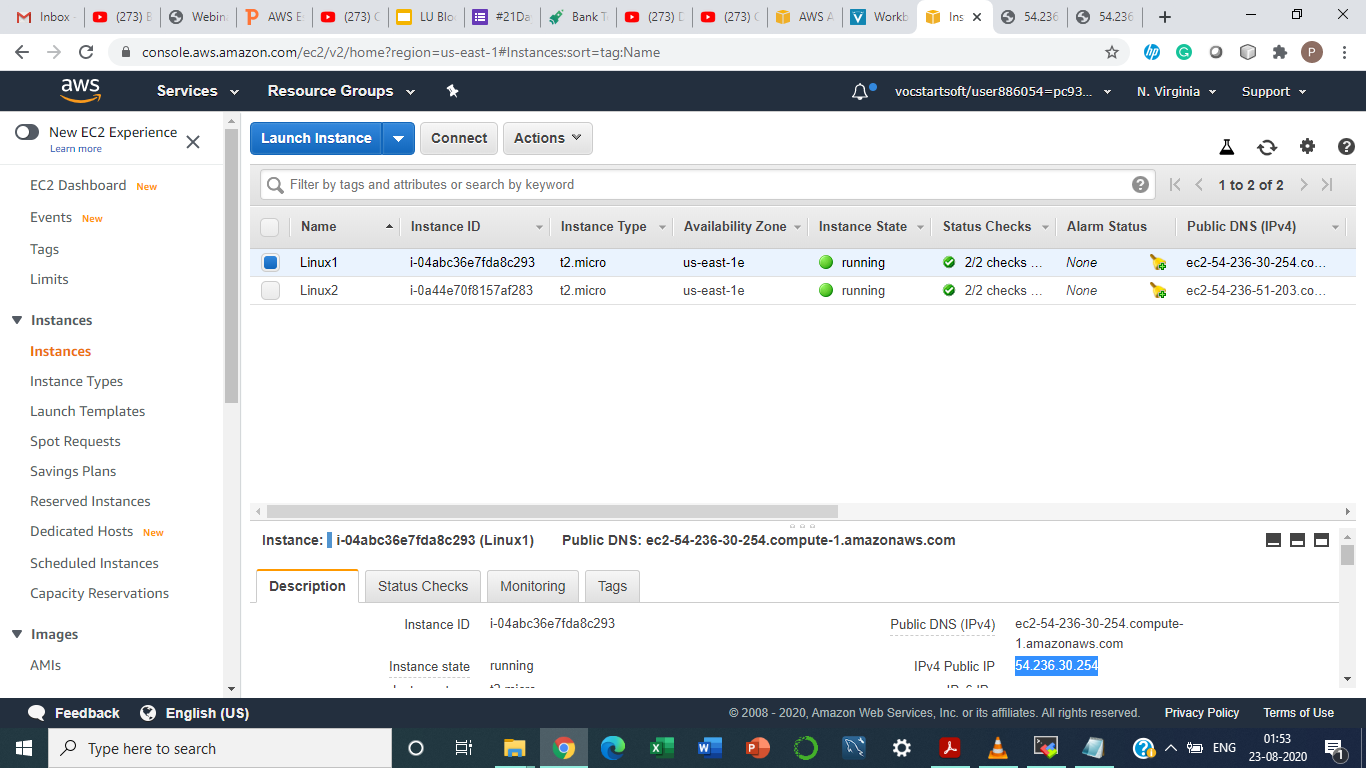 Inbox
(273) B
Webin
AWS Es
(273) C
LU Blo
#21Da
Bank T
(273) D
(273) C
AWS A
Workb
Ins
54.236
54.236
console.aws.amazon.com/ec2/v2/home?region=us-east-1#Instances:sort=tag:Name
P
aws
Services
Resource Groups
vocstartsoft/user886054=pc93...
N. Virginia
Support
New EC2 Experience
Learn more
EC2 Dashboard New
Events New
Tags
Limits
Instances
Instances
Instance Types
Launch Templates
Spot Requests
Savings Plans
Reserved Instances
Dedicated Hosts New
Scheduled Instances
Capacity Reservations
Images
AMIs
Launch Instance
Connect
Actions
Filter by tags and attributes or search by keyword
1 to 2 of 2
Name Instance ID Instance Type Availability Zone Instance State Status Checks Alarm Status Public DNS (IPv4)
Linux1 i-04abc36e7fda8c293 t2.micro us-east-1e running 2/2 checks ... None ec2-54-236-30-254.co...
Linux2 i-0a44e70f8157af283 t2.micro us-east-1e running 2/2 checks ... None ec2-54-236-51-203.co...
Instance: i-04abc36e7fda8c293 (Linux1) Public DNS: ec2-54-236-30-254.compute-1.amazonaws.com
Description
Status Checks
Monitoring
Tags
Instance ID i-04abc36e7fda8c293
Public DNS (IPv4) ec2-54-236-30-254.compute-
1.amazonaws.com
Instance state running
IPv4 Public IP 54.236.30.254
Feedback
English (US)
© 2008 - 2020, Amazon Web Services, Inc. or its affiliates. All rights reserved.
Privacy Policy
Terms of Use
Type here to search
ENG
01:53
23-08-2020
1